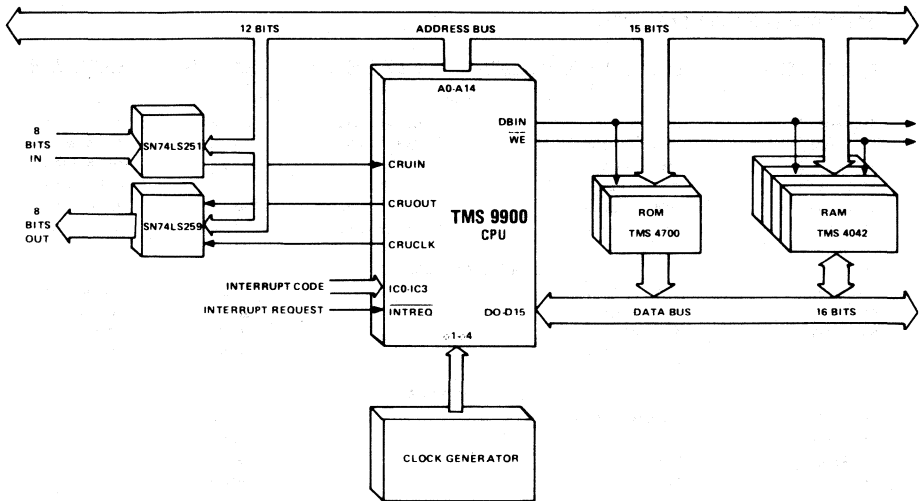 12 BITS
ADDRESS BUS
15 BITS
A0-A14
DBIN
WE
8
BITS
IN
SN74LS251
CRUIN
8
BITS
OUT
SN74LS259
CRUOUT
CRUCLK
TMS 9900
CPU
ROM
TMS 4700
RAM
TMS 4042
INTERRUPT CODE
IC0-IC3
INTERRUPT REQUEST
INTREQ
DO-D15
DATA BUS
16 BITS
CLOCK GENERATOR